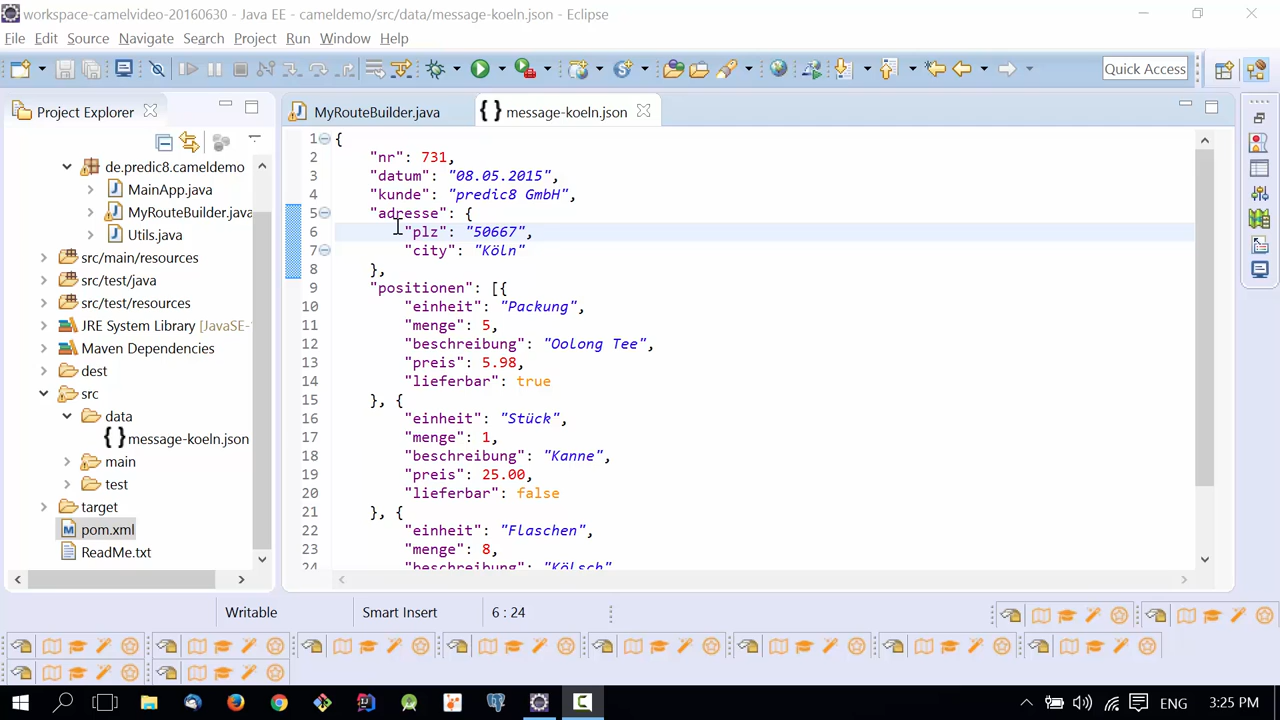 workspace-camelvideo-20160630 - Java EE - cameldemo/src/data/message-koeln.json - Eclipse
File Edit Source Navigate Search Project Run Window Help
Quick Access
Project Explorer
MyRouteBuilder.java
message-koeln.json
de.predic8.cameldemo
MainApp.java
MyRouteBuilder.java
Utils.java
src/main/resources
src/test/java
src/test/resources
JRE System Library [JavaSE-
Maven Dependencies
dest
src
data
message-koeln.json
main
test
target
pom.xml
ReadMe.txt
1 {
2 "nr": 731,
3 "datum": "08.05.2015",
4 "kunde": "predic8 GmbH",
5 "adresse": {
6 "plz": "50667",
7 "city": "Köln"
8 },
9 "positionen": [{
10 "einheit": "Packung",
11 "menge": 5,
12 "beschreibung": "Oolong Tee",
13 "preis": 5.98,
14 "lieferbar": true
15 }, {
16 "einheit": "Stück",
17 "menge": 1,
18 "beschreibung": "Kanne",
19 "preis": 25.00,
20 "lieferbar": false
21 }, {
22 "einheit": "Flaschen",
23 "menge": 8,
24 "beschreibung": "Kölsch"
Writable
Smart Insert
6 : 24
ENG
3:25 PM